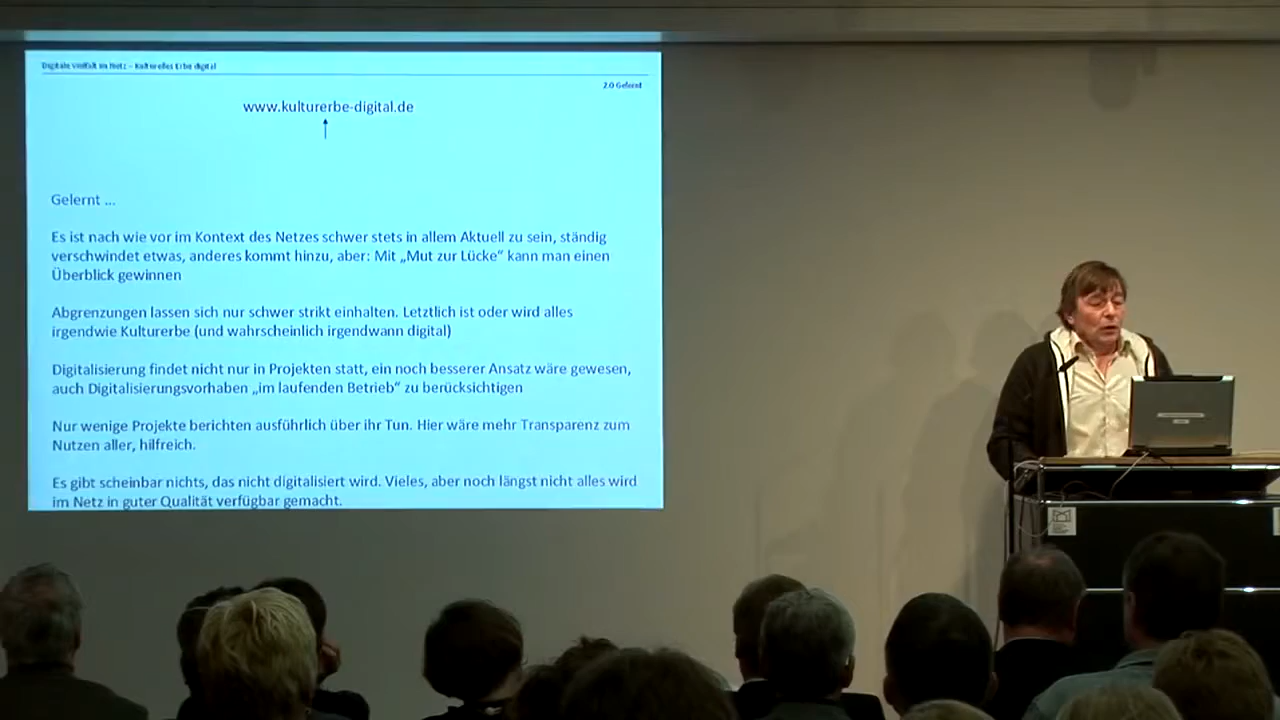 Digitale Vielfalt im Netz – Kulturelles Erbe digital
2.0 Gelernt
www.kulturerbe-digital.de
Gelernt ...
Es ist nach wie vor im Kontext des Netzes schwer stets in allem Aktuell zu sein, ständig
verschwindet etwas, anderes kommt hinzu, aber: Mit „Mut zur Lücke“ kann man einen
Überblick gewinnen
Abgrenzungen lassen sich nur schwer strikt einhalten. Letztlich ist oder wird alles
irgendwie Kulturerbe (und wahrscheinlich irgendwann digital)
Digitalisierung findet nicht nur in Projekten statt, ein noch besserer Ansatz wäre gewesen,
auch Digitalisierungsvorhaben „im laufenden Betrieb“ zu berücksichtigen
Nur wenige Projekte berichten ausführlich über ihr Tun. Hier wäre mehr Transparenz zum
Nutzen aller, hilfreich.
Es gibt scheinbar nichts, das nicht digitalisiert wird. Vieles, aber noch längst nicht alles wird
im Netz in guter Qualität verfügbar gemacht.